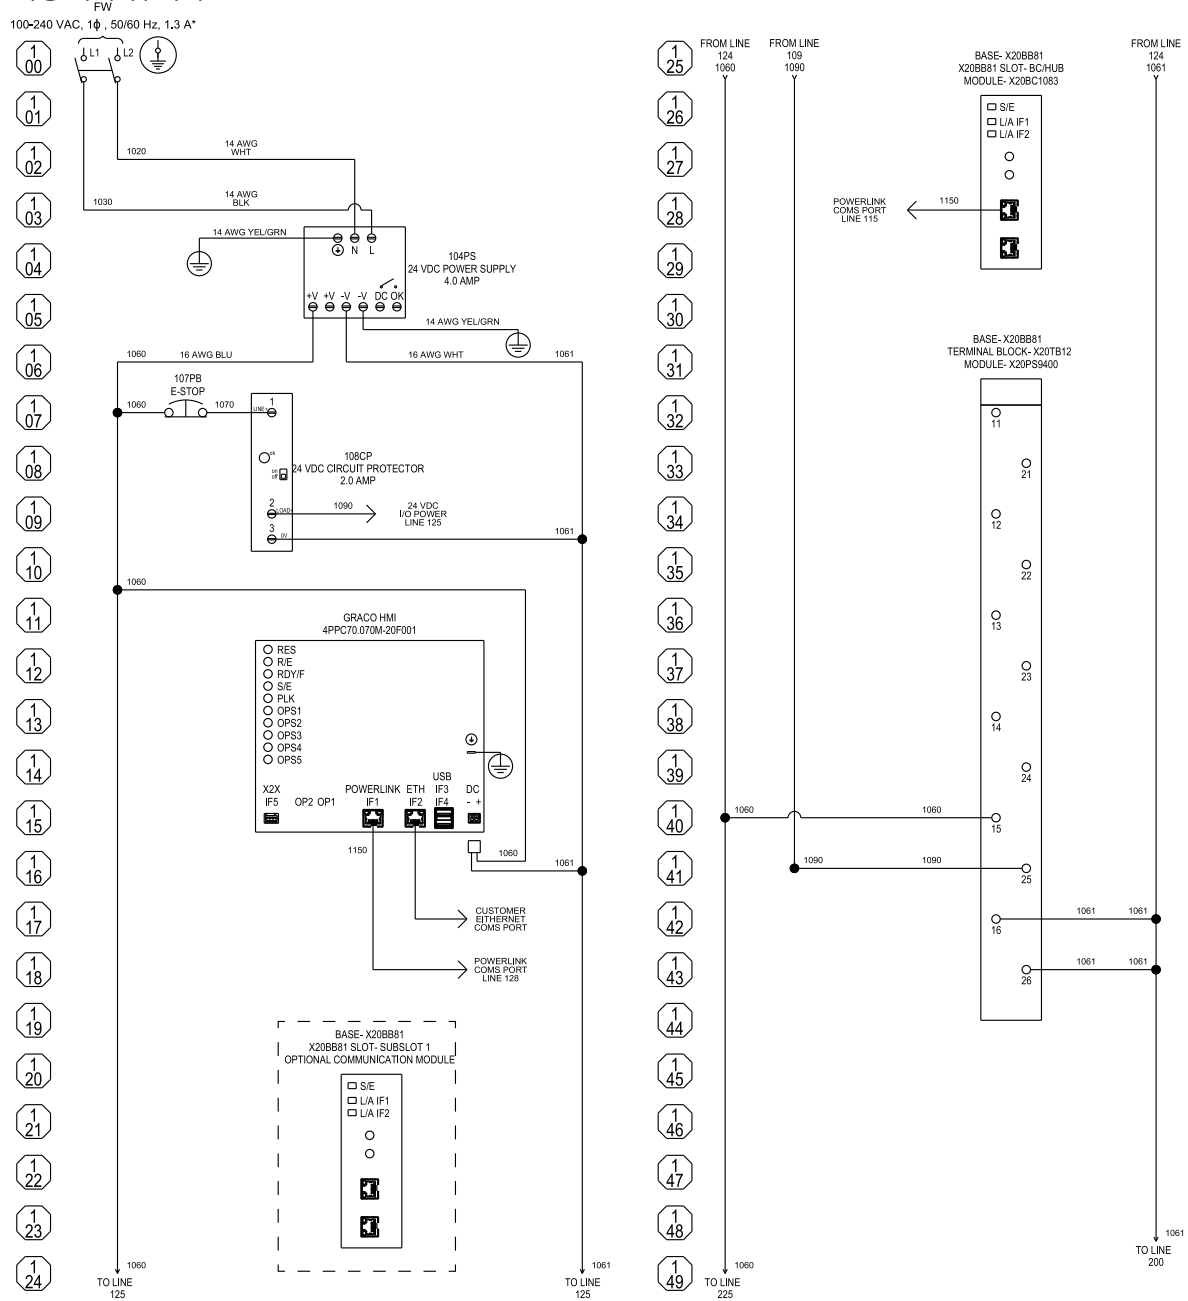 FW
100-240 VAC, 1ϕ , 50/60 Hz, 1.3 A*
L1 L2
1
00
1
01
1
02
1
03
1
04
1
05
1
06
1
07
1
08
1
09
1
10
1
11
1
12
1
13
1
14
1
15
1
16
1
17
1
18
1
19
1
20
1
21
1
22
1
23
1
24
1020
14 AWG
WHT
1030
14 AWG
BLK
14 AWG YEL/GRN
N L
104PS
24 VDC POWER SUPPLY
4.0 AMP
+V +V -V -V DC OK
14 AWG YEL/GRN
1060
16 AWG BLU
16 AWG WHT
1061
107PB
E-STOP
1060
1070
1
LINE+
ok
on
off
108CP
24 VDC CIRCUIT PROTECTOR
2.0 AMP
2
LOAD+
1090
24 VDC
I/O POWER
LINE 125
3
0V
1061
1060
GRACO HMI
4PPC70.070M-20F001
RES
R/E
RDY/F
S/E
PLK
OPS1
OPS2
OPS3
OPS4
OPS5
X2X
IF5
OP2 OP1
POWERLINK
IF1
ETH
IF2
USB
IF3
IF4
DC
- +
1150
1060
1061
CUSTOMER
EITHERNET
COMS PORT
POWERLINK
COMS PORT
LINE 128
BASE- X20BB81
X20BB81 SLOT- SUBSLOT 1
OPTIONAL COMMUNICATION MODULE
S/E
L/A IF1
L/A IF2
1060
TO LINE
125
1061
TO LINE
125
1
25
1
26
1
27
1
28
1
29
1
30
1
31
1
32
1
33
1
34
1
35
1
36
1
37
1
38
1
39
1
40
1
41
1
42
1
43
1
44
1
45
1
46
1
47
1
48
1
49
FROM LINE
124
1060
FROM LINE
109
1090
BASE- X20BB81
X20BB81 SLOT- BC/HUB
MODULE- X20BC1083
FROM LINE
124
1061
S/E
L/A IF1
L/A IF2
POWERLINK
COMS PORT
LINE 115
1150
BASE- X20BB81
TERMINAL BLOCK- X20TB12
MODULE- X20PS9400
11
21
12
22
13
23
14
24
1060
1060
15
1090
1090
25
16
1061
1061
26
1061
1061
1060
TO LINE
225
1061
TO LINE
200